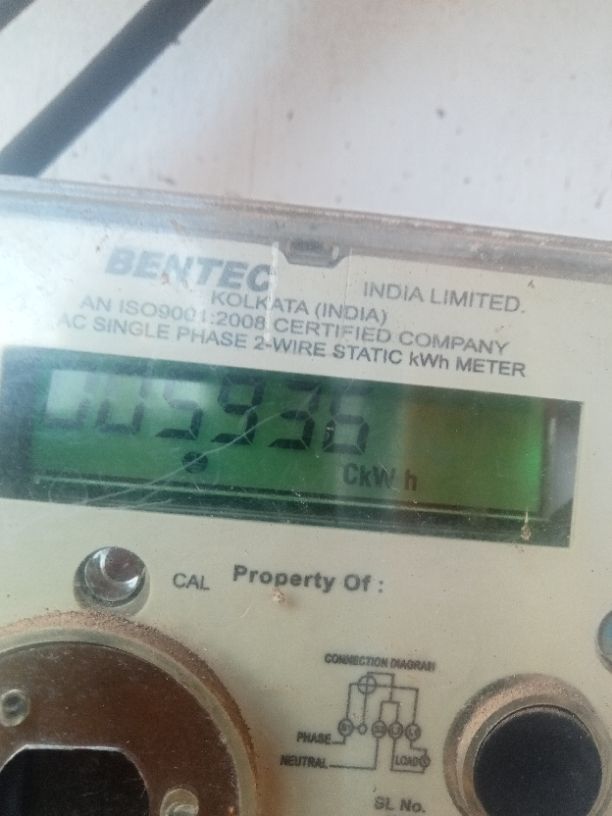 BENTEC INDIA LIMITED.
KOLKATA (INDIA)
AN ISO9001:2008 CERTIFIED COMPANY
AC SINGLE PHASE 2-WIRE STATIC kWh METER
005936
CkWh
CAL Property Of :
CONNECTION DIAGRAM
PHASE
NEUTRAL LOAD
SL No.